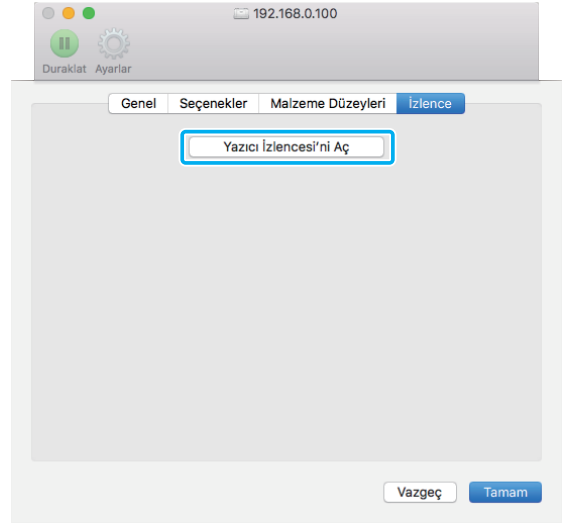 192.168.0.100
Duraklat Ayarlar
Genel Seçenekler Malzeme Düzeyleri İzlence
Yazıcı İzlencesi'ni Aç
Vazgeç Tamam